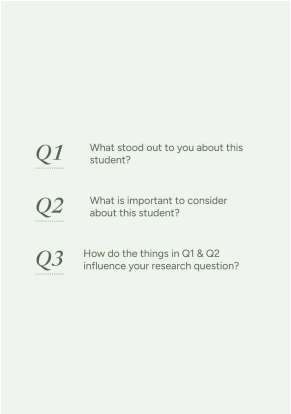 Q1
What stood out to you about this
student?
Q2
What is important to consider
about this student?
Q3
How do the things in Q1 & Q2
influence your research question?